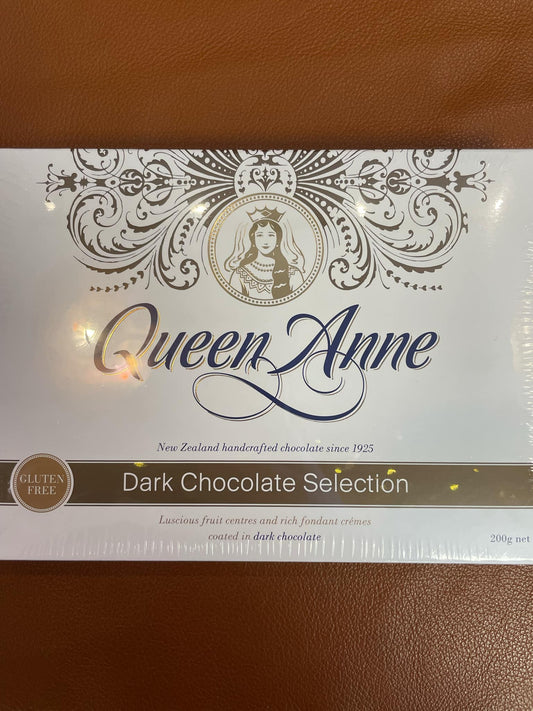 Queen Anne
New Zealand handcrafted chocolate since 1925
GLUTEN
FREE
Dark Chocolate Selection
Luscious fruit centres and rich fondant crémes
coated in dark chocolate
200g net